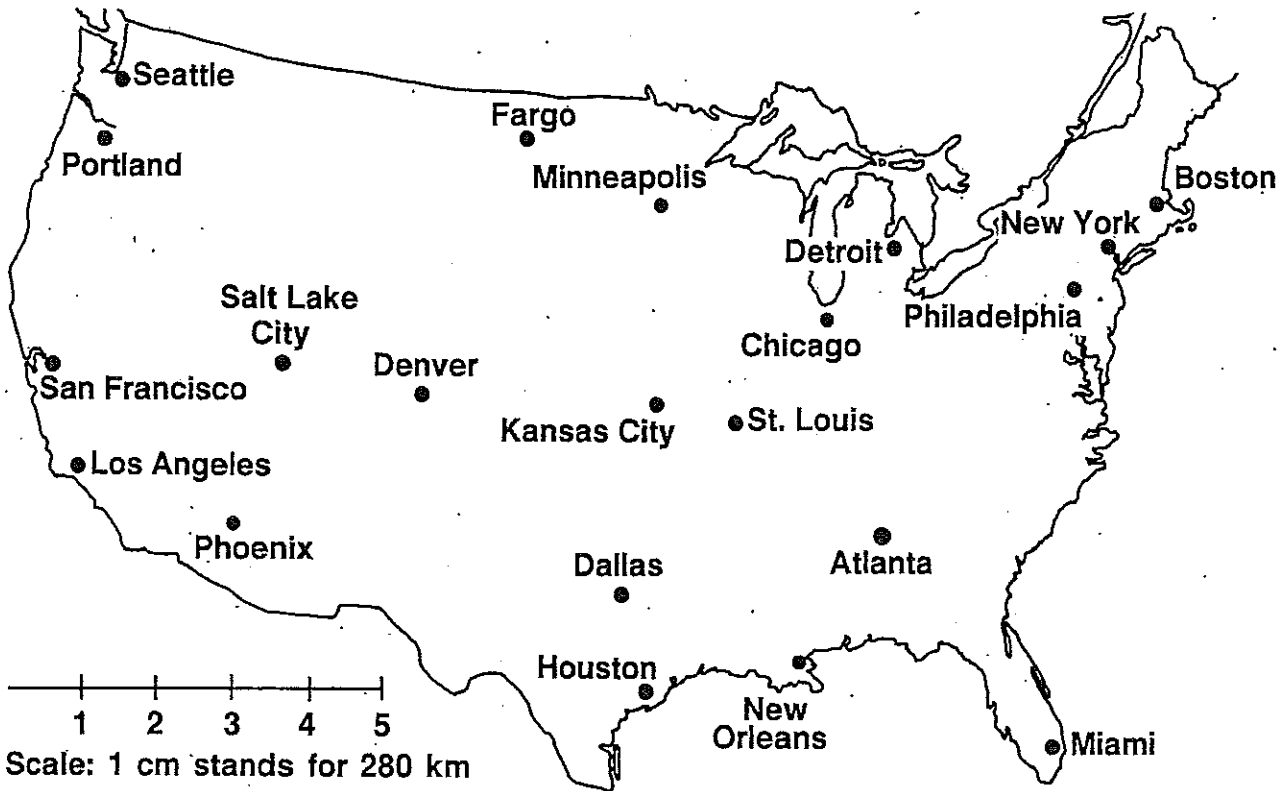 Seattle
Fargo
Portland
Minneapolis
Boston
New York
Detroit
Salt Lake
City
Philadelphia
Chicago
Denver
San Francisco
Kansas City
St. Louis
Los Angeles
Phoenix
Dallas
Atlanta
Houston
New
Orleans
Miami
1 2 3 4 5
Scale: 1 cm stands for 280 km